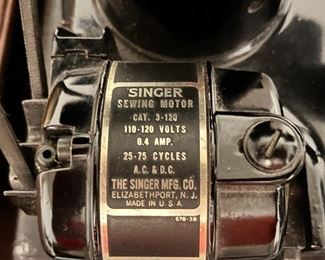 SINGER
SEWING MOTOR
CAT. 3-120
110-120 VOLTS
0.4 AMP.
25-75 CYCLES
A.C. & D.C.
THE SINGER MFG. CO.
ELIZABETHPORT, N. J.
MADE IN U.S.A.